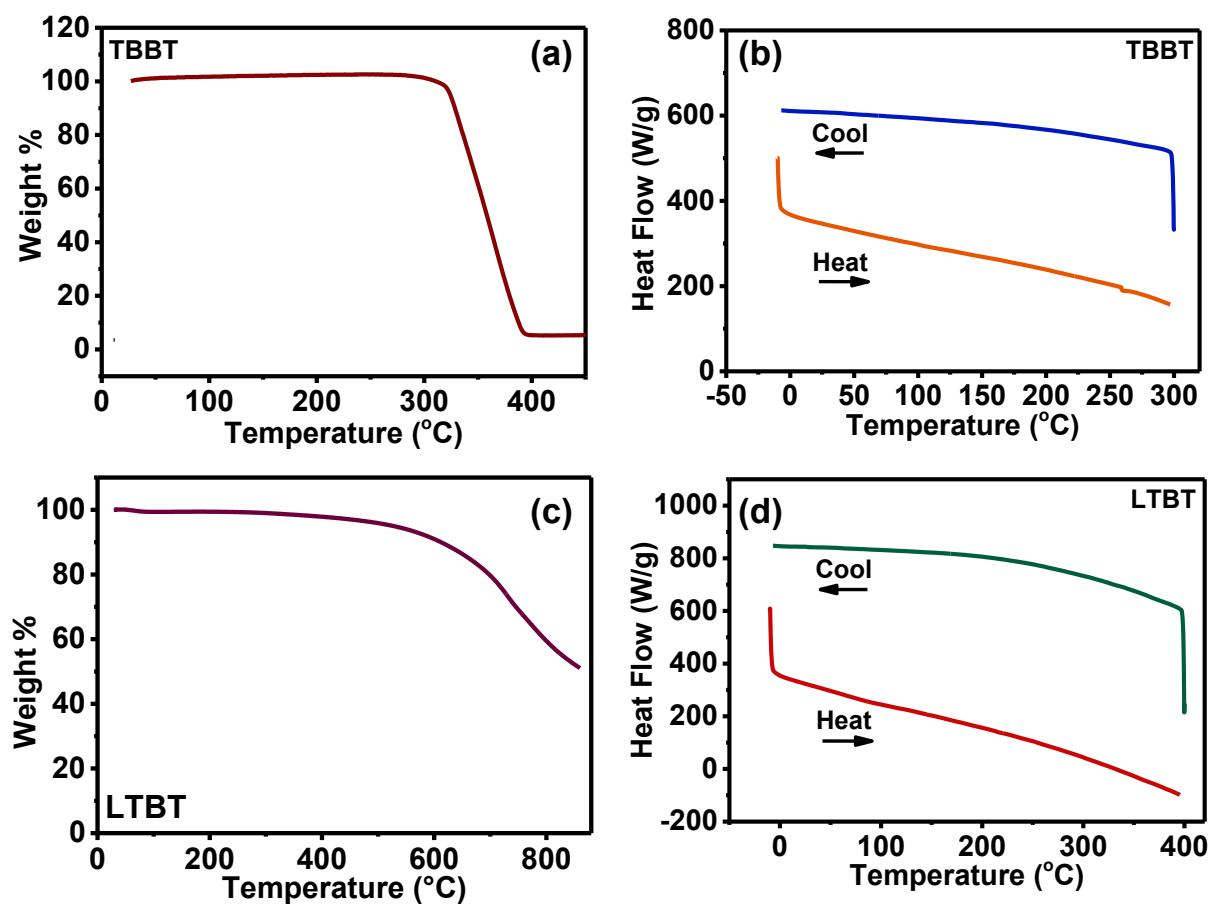 TBBT
(a)
120
100
80
60
40
20
0
Weight %
0 100 200 300 400
Temperature (°C)
(b)
TBBT
800
600
400
200
0
Heat Flow (W/g)
Cool
Heat
-50 0 50 100 150 200 250 300
Temperature (°C)
(c)
LTBT
100
80
60
40
20
0
Weight %
0 200 400 600 800
Temperature (°C)
(d)
LTBT
1000
800
600
400
200
0
-200
Heat Flow (W/g)
Cool
Heat
0 100 200 300 400
Temperature (°C)